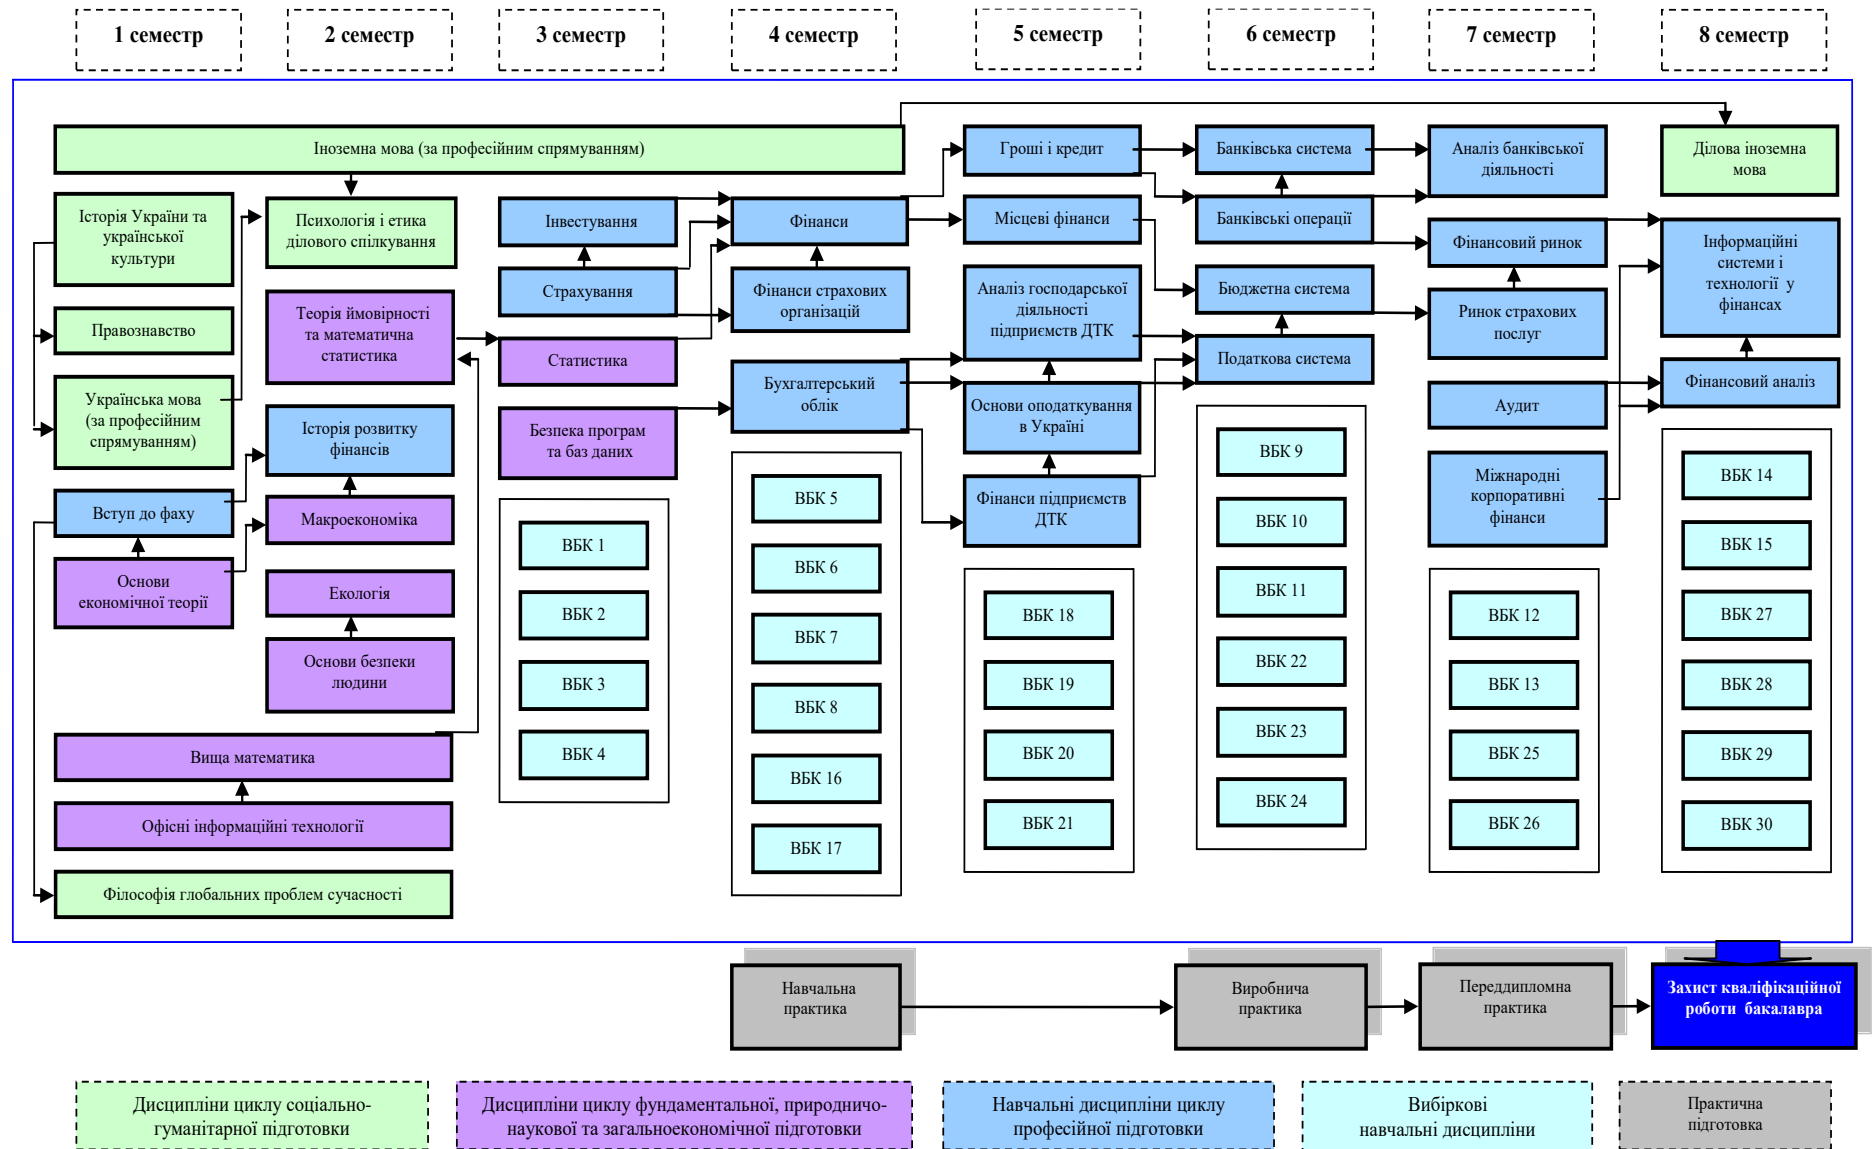 1 семестр
2 семестр
3 семестр
4 семестр
5 семестр
6 семестр
7 семестр
8 семестр
Іноземна мова (за професійним спрямуванням)
Історія України та
української
культури
Правознавство
Українська мова
(за професійним
спрямуванням)
Вступ до фаху
Основи
економічної теорії
Психологія і етика
ділового спілкування
Теорія ймовірності
та математична
статистика
Історія розвитку
фінансів
Макроекономіка
Екологія
Основи безпеки
людини
Вища математика
Офісні інформаційні технології
Філософія глобальних проблем сучасності
Інвестування
Страхування
Статистика
Безпека програм
та баз даних
ВБК 1
ВБК 2
ВБК 3
ВБК 4
Фінанси
Фінанси страхових
організацій
Бухгалтерський
облік
ВБК 5
ВБК 6
ВБК 7
ВБК 8
ВБК 16
ВБК 17
Гроші і кредит
Місцеві фінанси
Аналіз господарської
діяльності
підприємств ДТК
Основи оподаткування
в Україні
Фінанси підприємств
ДТК
ВБК 18
ВБК 19
ВБК 20
ВБК 21
Банківська система
Банківські операції
Бюджетна система
Податкова система
ВБК 9
ВБК 10
ВБК 11
ВБК 22
ВБК 23
ВБК 24
Аналіз банківської
діяльності
Фінансовий ринок
Ринок страхових
послуг
Аудит
Міжнародні
корпоративні
фінанси
ВБК 12
ВБК 13
ВБК 25
ВБК 26
Ділова іноземна
мова
Інформаційні
системи і
технології у
фінансах
Фінансовий аналіз
ВБК 14
ВБК 15
ВБК 27
ВБК 28
ВБК 29
ВБК 30
Навчальна
практика
Виробнича
практика
Переддипломна
практика
Захист кваліфікаційної
роботи бакалавра
Дисципліни циклу соціально-
гуманітарної підготовки
Дисципліни циклу фундаментальної, природничо-
наукової та загальноекономічної підготовки
Навчальні дисципліни циклу
професійної підготовки
Вибіркові
навчальні дисципліни
Практична
підготовка